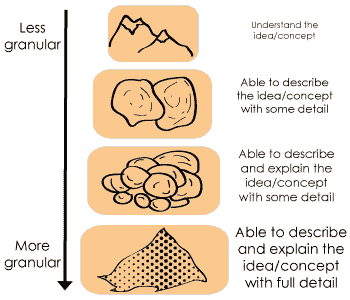 Less
granular
Understand the
idea/concept
Able to describe
the idea/concept
with some detail
Able to describe
and explain the
idea/concept
with some detail
More
granular
Able to describe
and explain the
idea/concept
with full detail